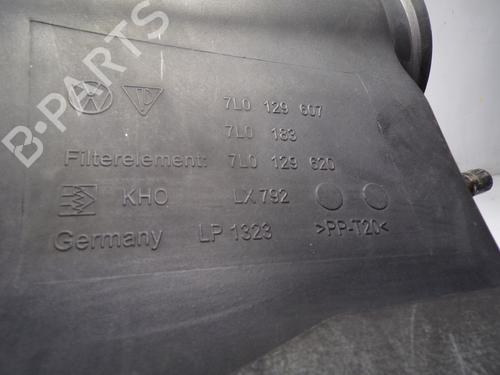 B-PARTS
7L0 129 607
7L0 183
Filterelement: 7L0 129 620
KHO LX 792
Germany LP 1323 >PP-T20<